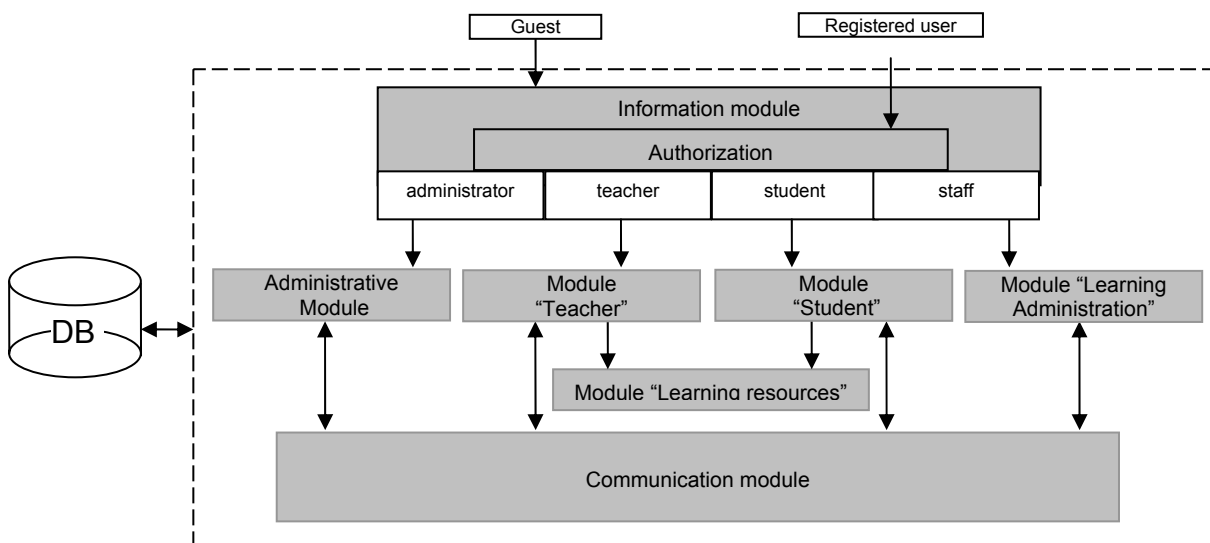 Guest
Registered user
Information module
Authorization
administrator
teacher
student
staff
Administrative
Module
Module
“Teacher”
Module
“Student”
Module “Learning
Administration”
DB
Module “Learning resources”
Communication module